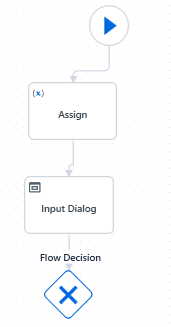 (x)
Assign
Input Dialog
Flow Decision